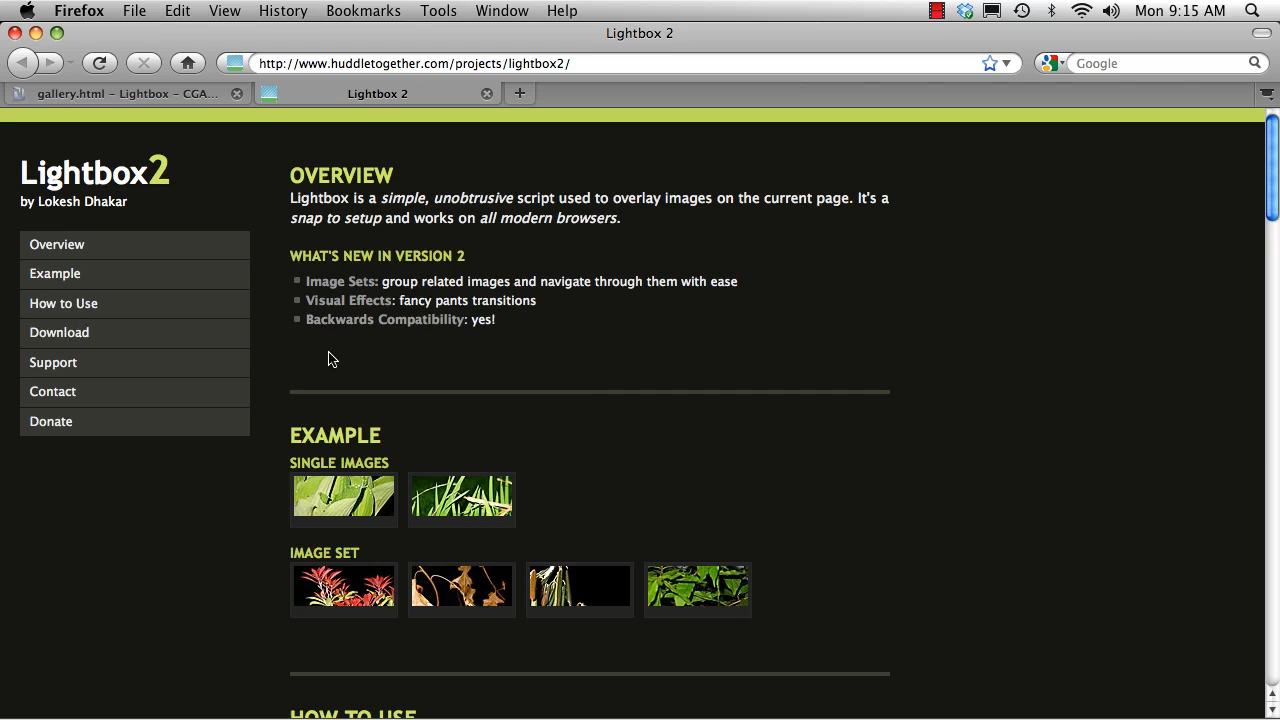 Firefox File Edit View History Bookmarks Tools Window Help Mon 9:15 AM
Lightbox 2
http://www.huddletogether.com/projects/lightbox2/
Google
gallery.html – Lightbox – CGA...
Lightbox 2
Lightbox2
by Lokesh Dhakar
Overview
Example
How to Use
Download
Support
Contact
Donate
OVERVIEW
Lightbox is a simple, unobtrusive script used to overlay images on the current page. It's a
snap to setup and works on all modern browsers.
WHAT'S NEW IN VERSION 2
Image Sets: group related images and navigate through them with ease
Visual Effects: fancy pants transitions
Backwards Compatibility: yes!
EXAMPLE
SINGLE IMAGES
IMAGE SET
HOW TO USE